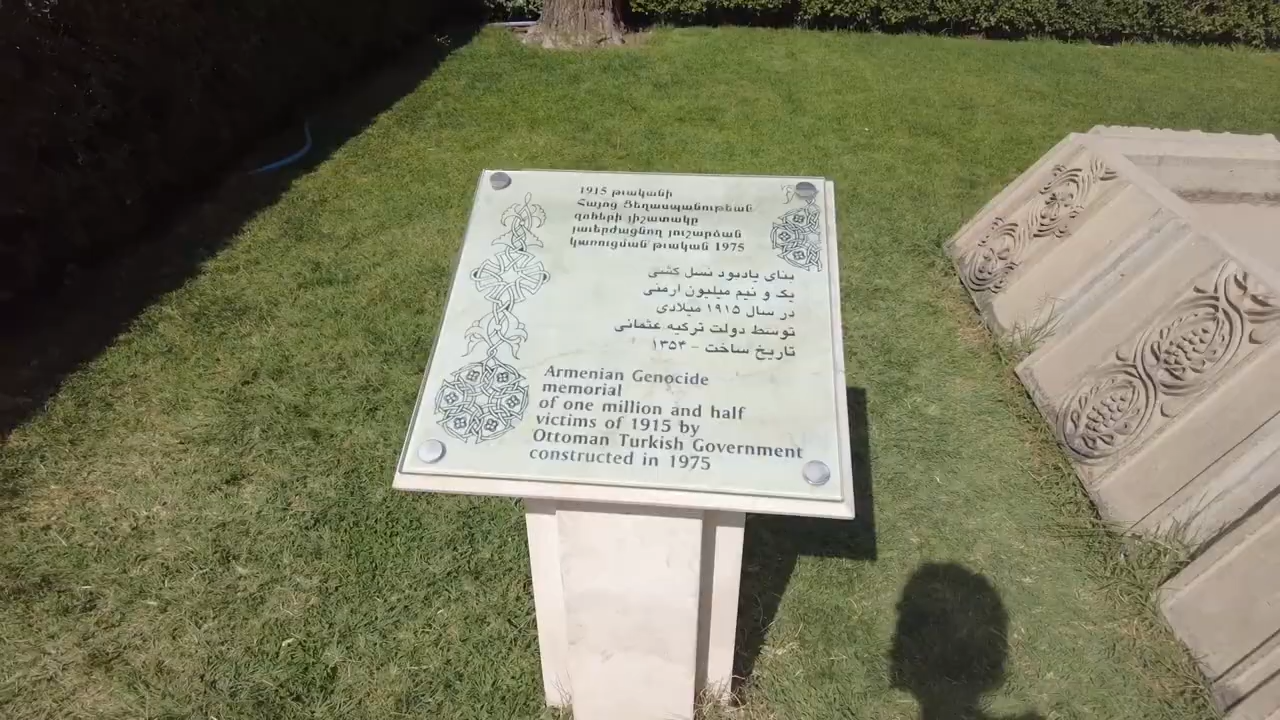 1915 թւականի
Հայոց Ցեղասպանութեան
զոհերի յիշատակը
յաւերժացնող յուշարձան
կառուցման թւական 1975
بنای یادبود نسل کشی
یک و نیم میلیون ارمنی
در سال ۱۹۱۵ میلادی
توسط دولت ترکیه عثمانی
تاریخ ساخت - ۱۳۵۴
Armenian Genocide
memorial
of one million and half
victims of 1915 by
Ottoman Turkish Government
constructed in 1975